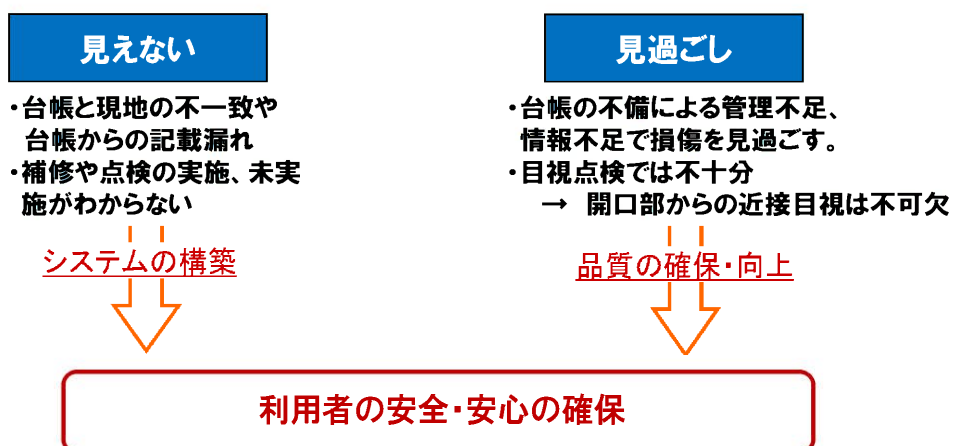 見えない
・台帳と現地の不一致や
台帳からの記載漏れ
・補修や点検の実施、未実
施がわからない
システムの構築
見過ごし
・台帳の不備による管理不足、
情報不足で損傷を見過ごす。
・目視点検では不十分
→ 開口部からの近接目視は不可欠
品質の確保・向上
利用者の安全・安心の確保